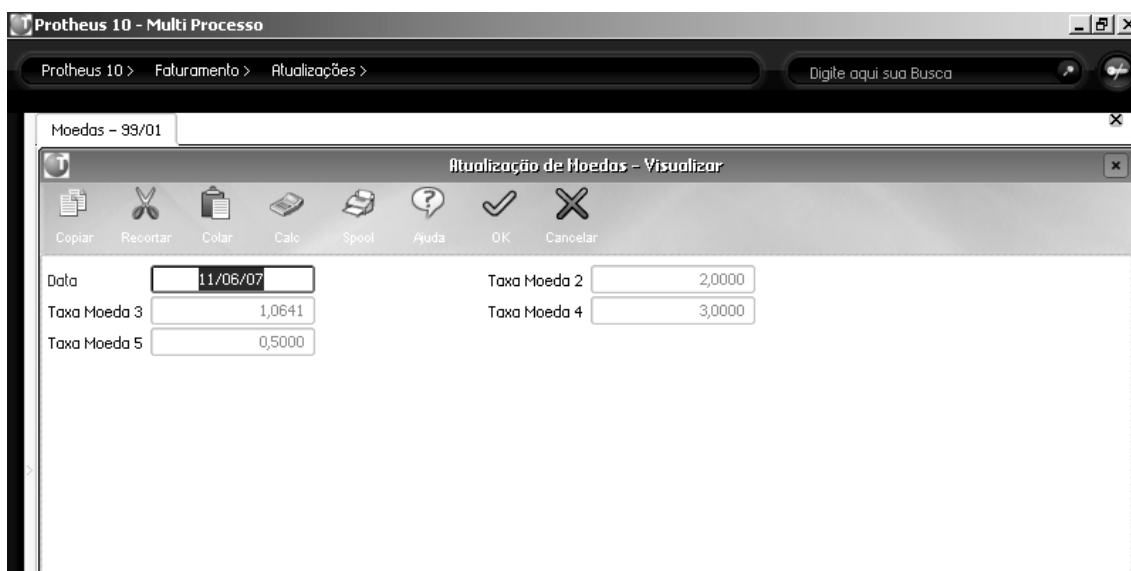 Protheus 10 - Multi Processo
Protheus 10 > Faturamento > Atualizações > Digite aqui sua Busca
Moedas - 99/01
Atualização de Moedas - Visualizar
Copiar Recortar Colar Calc Spool Ajuda OK Cancelar
Data 11/06/07 Taxa Moeda 2 2,0000
Taxa Moeda 3 1,0641 Taxa Moeda 4 3,0000
Taxa Moeda 5 0,5000